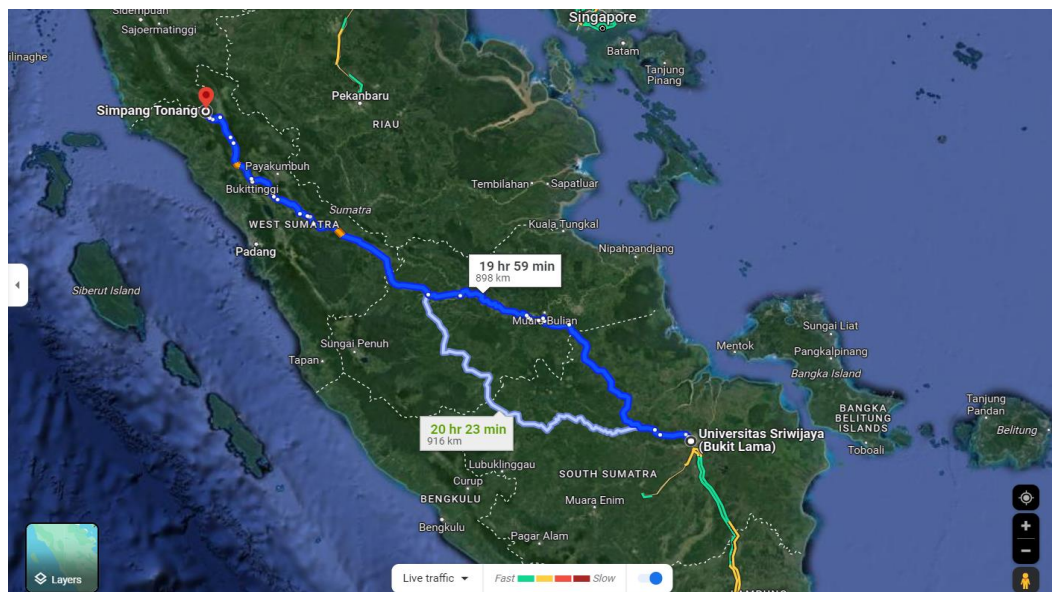 Singapore
Sajoermatinggi
Batam
Tanjung
Pinang
Pekanbaru
Simpang Tonang
RIAU
Payakumbuh
Bukittinggi
Tembilahan
Sapatluar
Sumatra
WEST SUMATRA
Kuala Tungkal
Padang
Nipahpandjang
19 hr 59 min
898 km
Siberut Island
Muara Bulian
Sungai Liat
Sungai Penuh
Mentok
Pangkalpinang
Tapan
Bangka Island
Tanjung
Pandan
BANGKA
BELITUNG
ISLANDS
Belitung
20 hr 23 min
916 km
Universitas Sriwijaya
(Bukit Lama)
Toboali
Lubuklinggau
SOUTH SUMATRA
Curup
BENGKULU
Muara Enim
Bengkulu
Pagar Alam
Layers
Live traffic
Fast
Slow